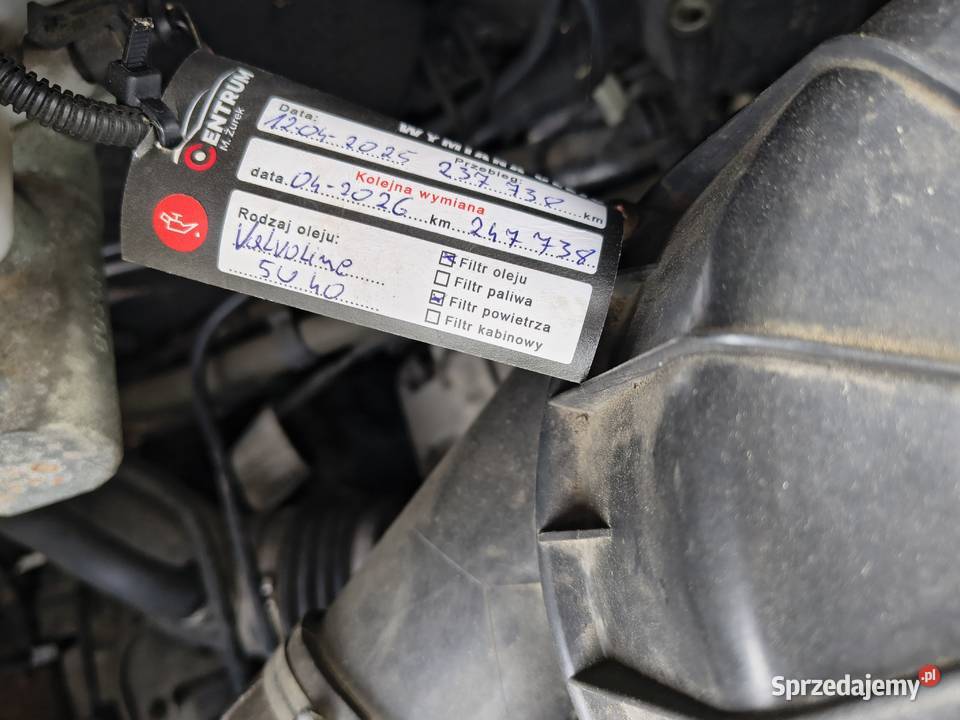 CENTRUM
M. Żurek
WYMIANA
Data: 12.04-2025 Przebieg: 237 738 km
Kolejna wymiana
data 04-2026 km 247 738
Rodzaj oleju:
Valvoline
5W40
Filtr oleju
Filtr paliwa
Filtr powietrza
Filtr kabinowy
Sprzedajemy.pl